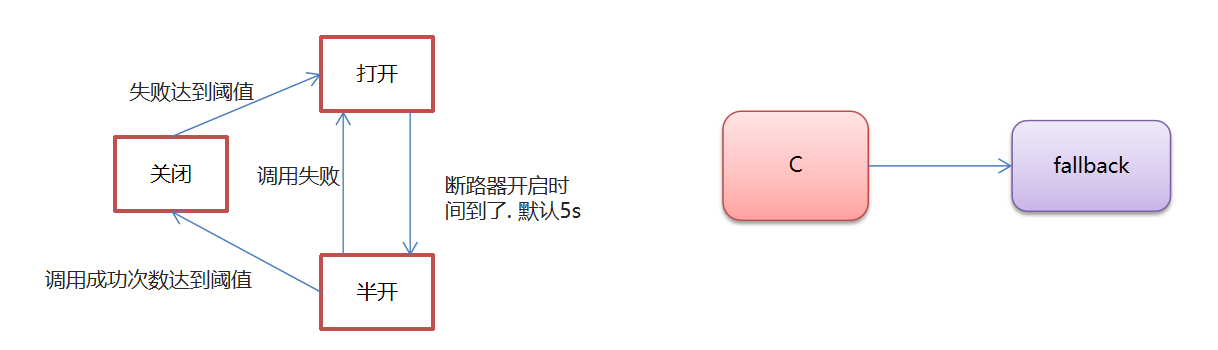 打开
失败达到阈值
关闭
调用失败
断路器开启时
间到了. 默认5s
调用成功次数达到阈值
半开
C
fallback